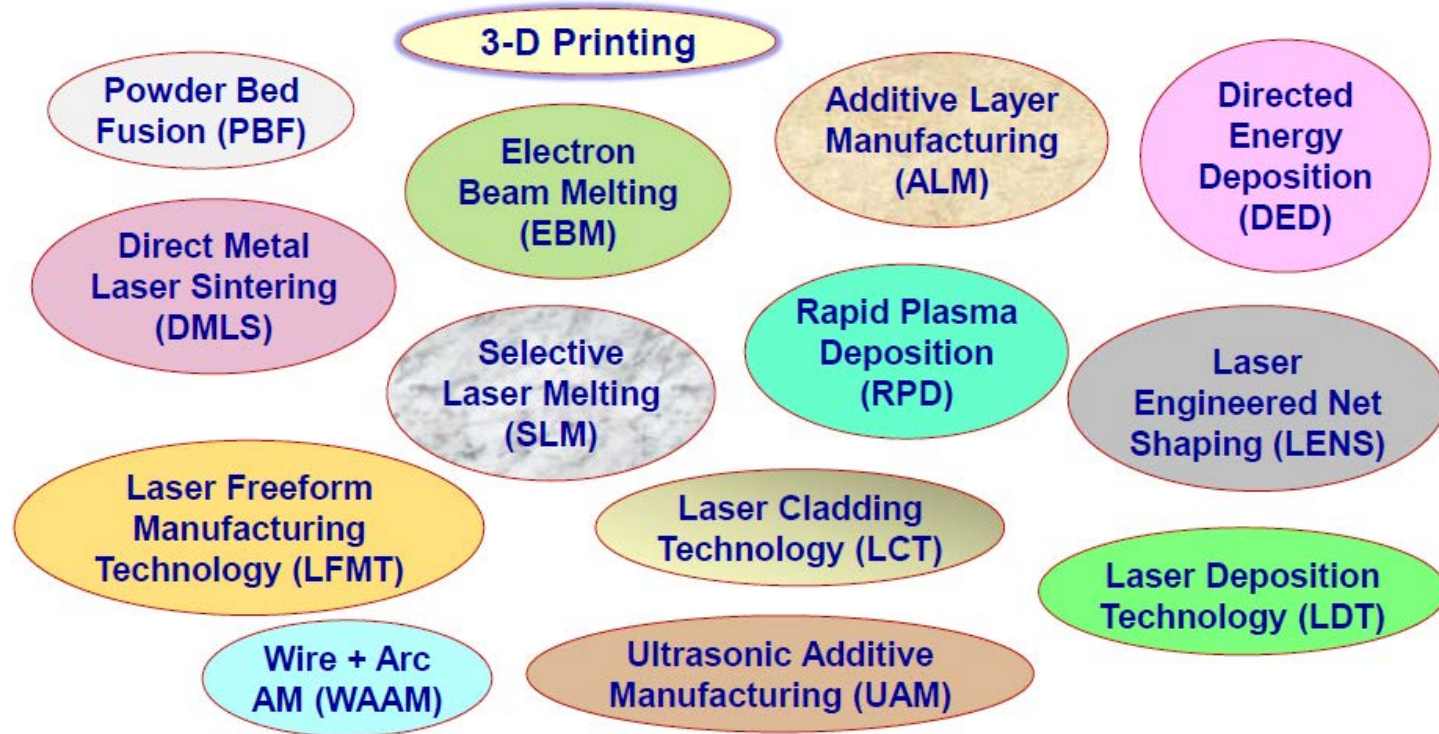 3-D Printing
Powder Bed
Fusion (PBF)
Electron
Beam Melting
(EBM)
Additive Layer
Manufacturing
(ALM)
Directed
Energy
Deposition
(DED)
Direct Metal
Laser Sintering
(DMLS)
Selective
Laser Melting
(SLM)
Rapid Plasma
Deposition
(RPD)
Laser
Engineered Net
Shaping (LENS)
Laser Freeform
Manufacturing
Technology (LFMT)
Laser Cladding
Technology (LCT)
Laser Deposition
Technology (LDT)
Wire + Arc
AM (WAAM)
Ultrasonic Additive
Manufacturing (UAM)